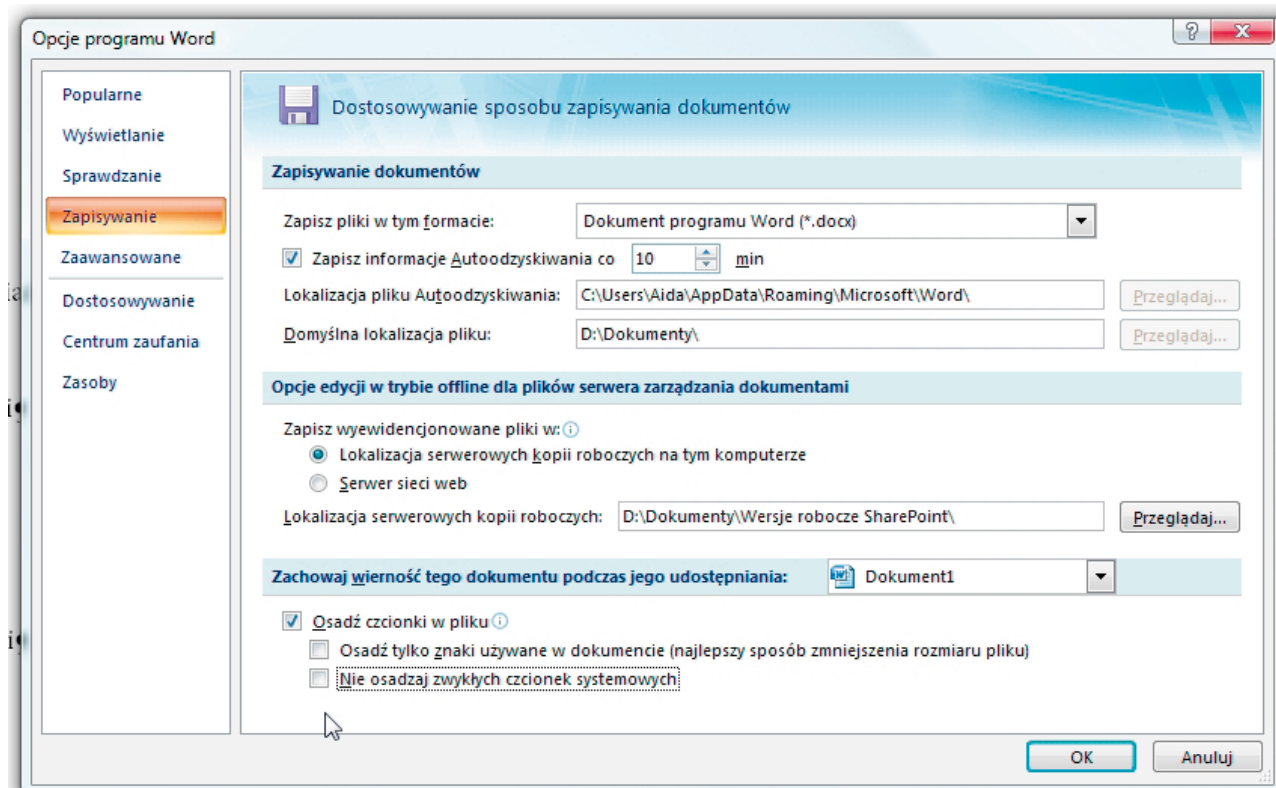 Opcje programu Word
Popularne
Wyświetlanie
Sprawdzanie
Zapisywanie
Zaawansowane
Dostosowywanie
Centrum zaufania
Zasoby
Dostosowywanie sposobu zapisywania dokumentów
Zapisywanie dokumentów
Zapisz pliki w tym formacie: Dokument programu Word (*.docx)
Zapisz informacje Autoodzyskiwania co 10 min
Lokalizacja pliku Autoodzyskiwania: C:\Users\Aida\AppData\Roaming\Microsoft\Word\ Przeglądaj...
Domyślna lokalizacja pliku: D:\Dokumenty\ Przeglądaj...
Opcje edycji w trybie offline dla plików serwera zarządzania dokumentami
Zapisz wyewidencjonowane pliki w:
Lokalizacja serwerowych kopii roboczych na tym komputerze
Serwer sieci web
Lokalizacja serwerowych kopii roboczych: D:\Dokumenty\Wersje robocze SharePoint\ Przeglądaj...
Zachowaj wierność tego dokumentu podczas jego udostępniania: Dokument1
Osadź czcionki w pliku
Osadź tylko znaki używane w dokumencie (najlepszy sposób zmniejszenia rozmiaru pliku)
Nie osadzaj zwykłych czcionek systemowych
OK Anuluj